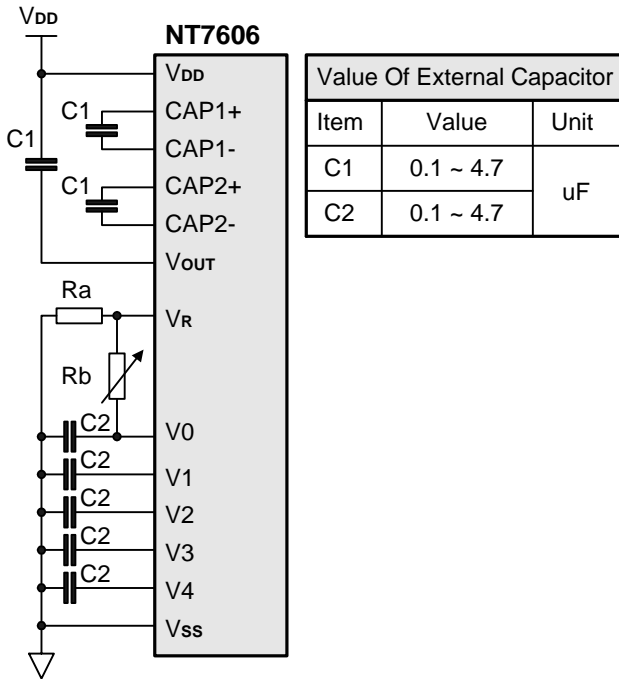 VDD
NT7606
VDD
C1
CAP1+
C1
CAP1-
C1
CAP2+
CAP2-
VOUT
Ra
VR
Rb
C2
V0
C2
V1
C2
V2
C2
V3
C2
V4
VSS
Value Of External Capacitor
Item Value Unit
C1 0.1 ~ 4.7 uF
C2 0.1 ~ 4.7